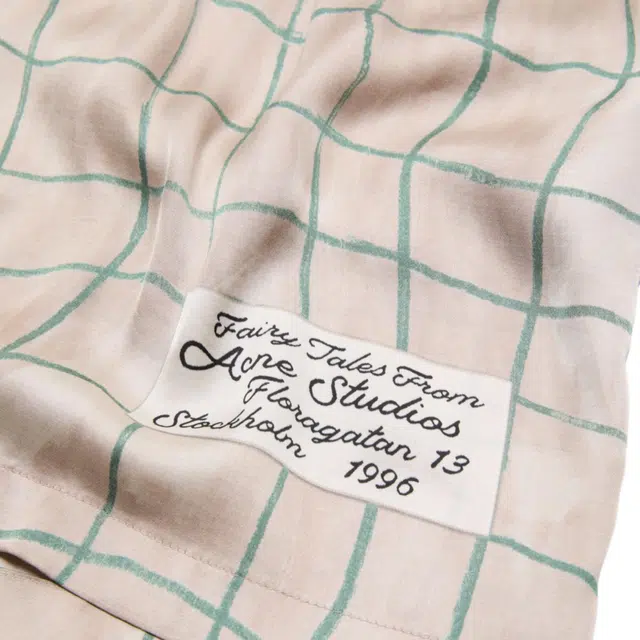 Fairy Tales From
Acne Studios
Floragatan 13
Stockholm 1996